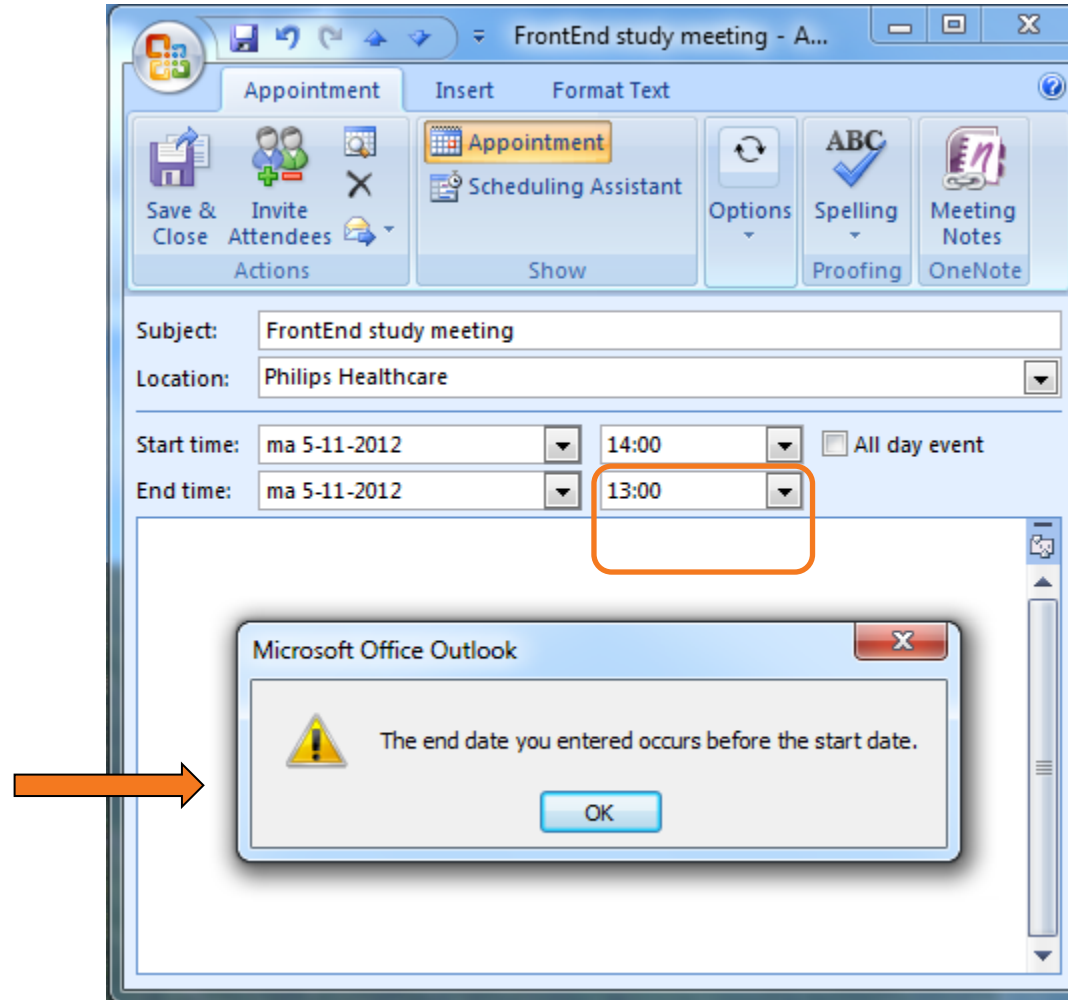 FrontEnd study meeting - A...
Appointment Insert Format Text
Save & Close
Invite Attendees
Actions
Appointment
Scheduling Assistant
Show
Options
ABC
Spelling
Proofing
Meeting Notes
OneNote
Subject: FrontEnd study meeting
Location: Philips Healthcare
Start time: ma 5-11-2012 14:00 All day event
End time: ma 5-11-2012 13:00
Microsoft Office Outlook
The end date you entered occurs before the start date.
OK